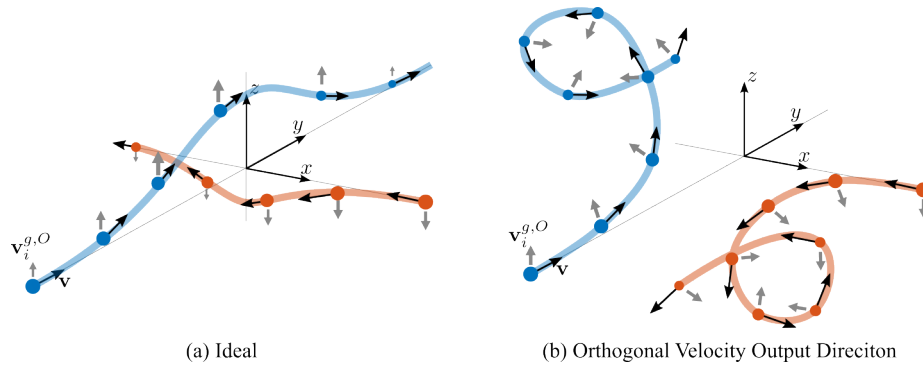 z
y
x
v_i^{g,O}
v
(a) Ideal
z
y
x
v_i^{g,O}
v
(b) Orthogonal Velocity Output Direciton